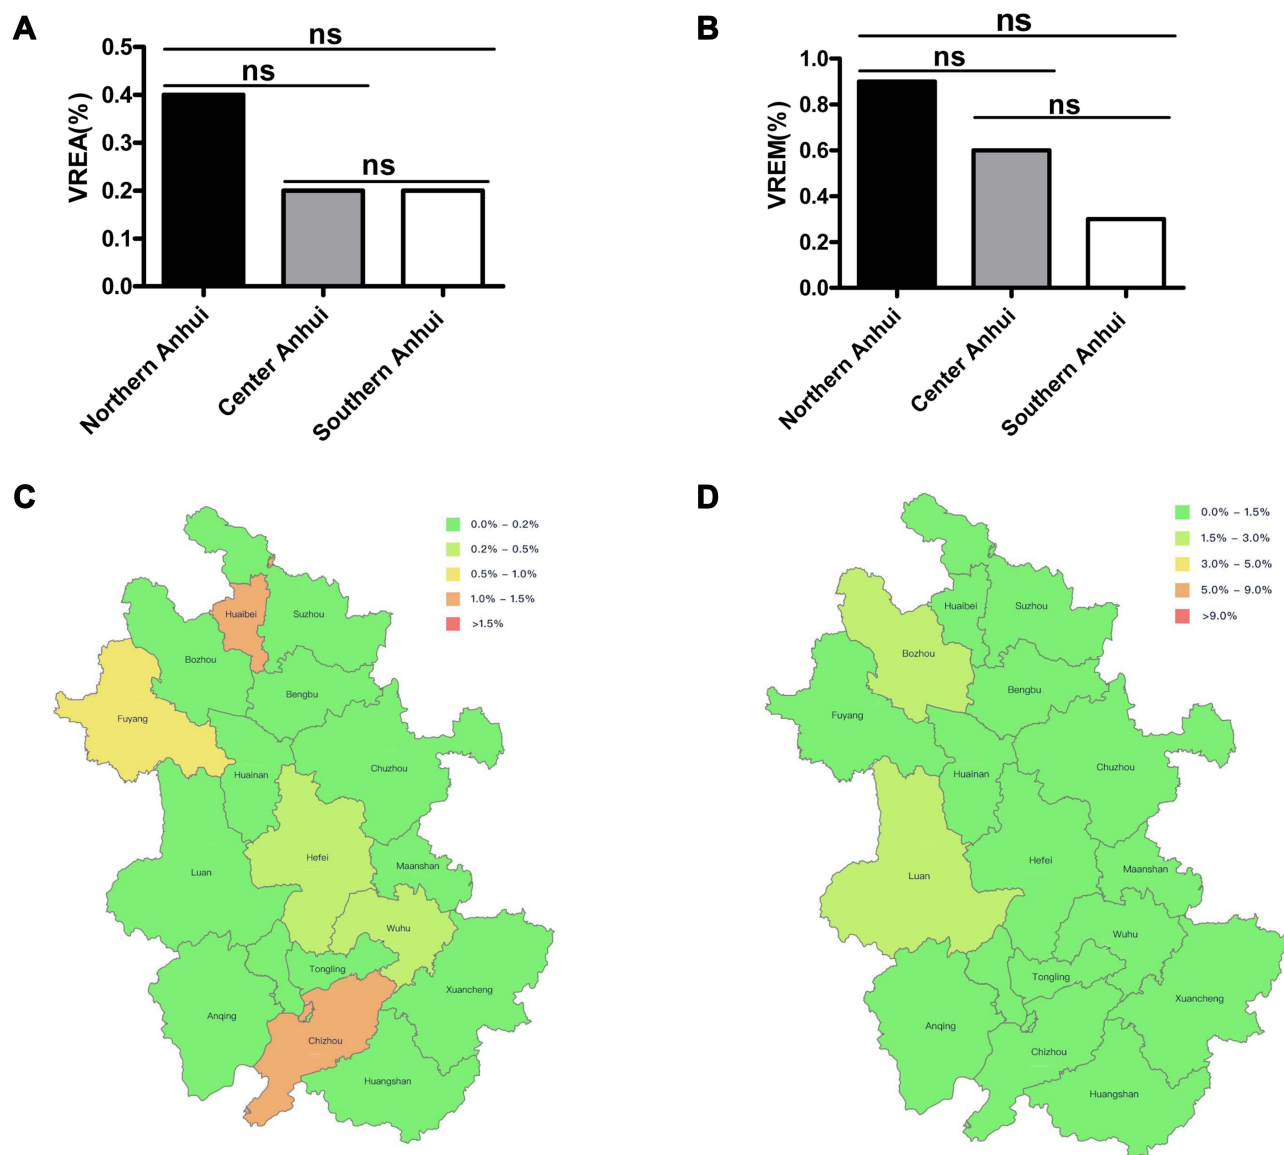 A
VREA(%)
0.5
0.4
0.3
0.2
0.1
0.0
ns
ns
ns
Northern Anhui
Center Anhui
Southern Anhui
B
VREM(%)
1.0
0.8
0.6
0.4
0.2
0.0
ns
ns
ns
Northern Anhui
Center Anhui
Southern Anhui
C
0.0% – 0.2%
0.2% – 0.5%
0.5% – 1.0%
1.0% – 1.5%
>1.5%
Huaibei
Suzhou
Bozhou
Bengbu
Fuyang
Huainan
Chuzhou
Hefei
Luan
Maanshan
Wuhu
Tongling
Xuancheng
Anqing
Chizhou
Huangshan
D
0.0% – 1.5%
1.5% – 3.0%
3.0% – 5.0%
5.0% – 9.0%
>9.0%
Huaibei
Suzhou
Bozhou
Bengbu
Fuyang
Huainan
Chuzhou
Hefei
Luan
Maanshan
Wuhu
Tongling
Xuancheng
Anqing
Chizhou
Huangshan